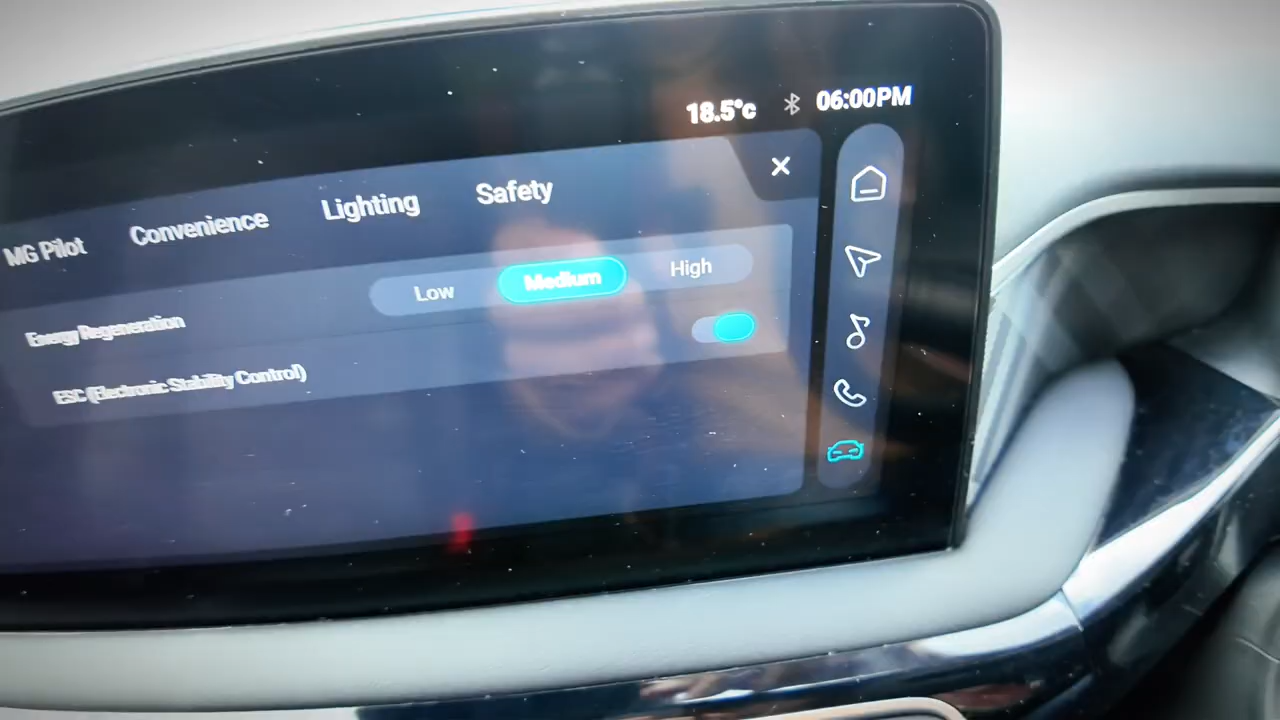 18.5°c 06:00PM
MG Pilot Convenience Lighting Safety
Energy Regeneration Low Medium High
ESC (Electronic Stability Control)